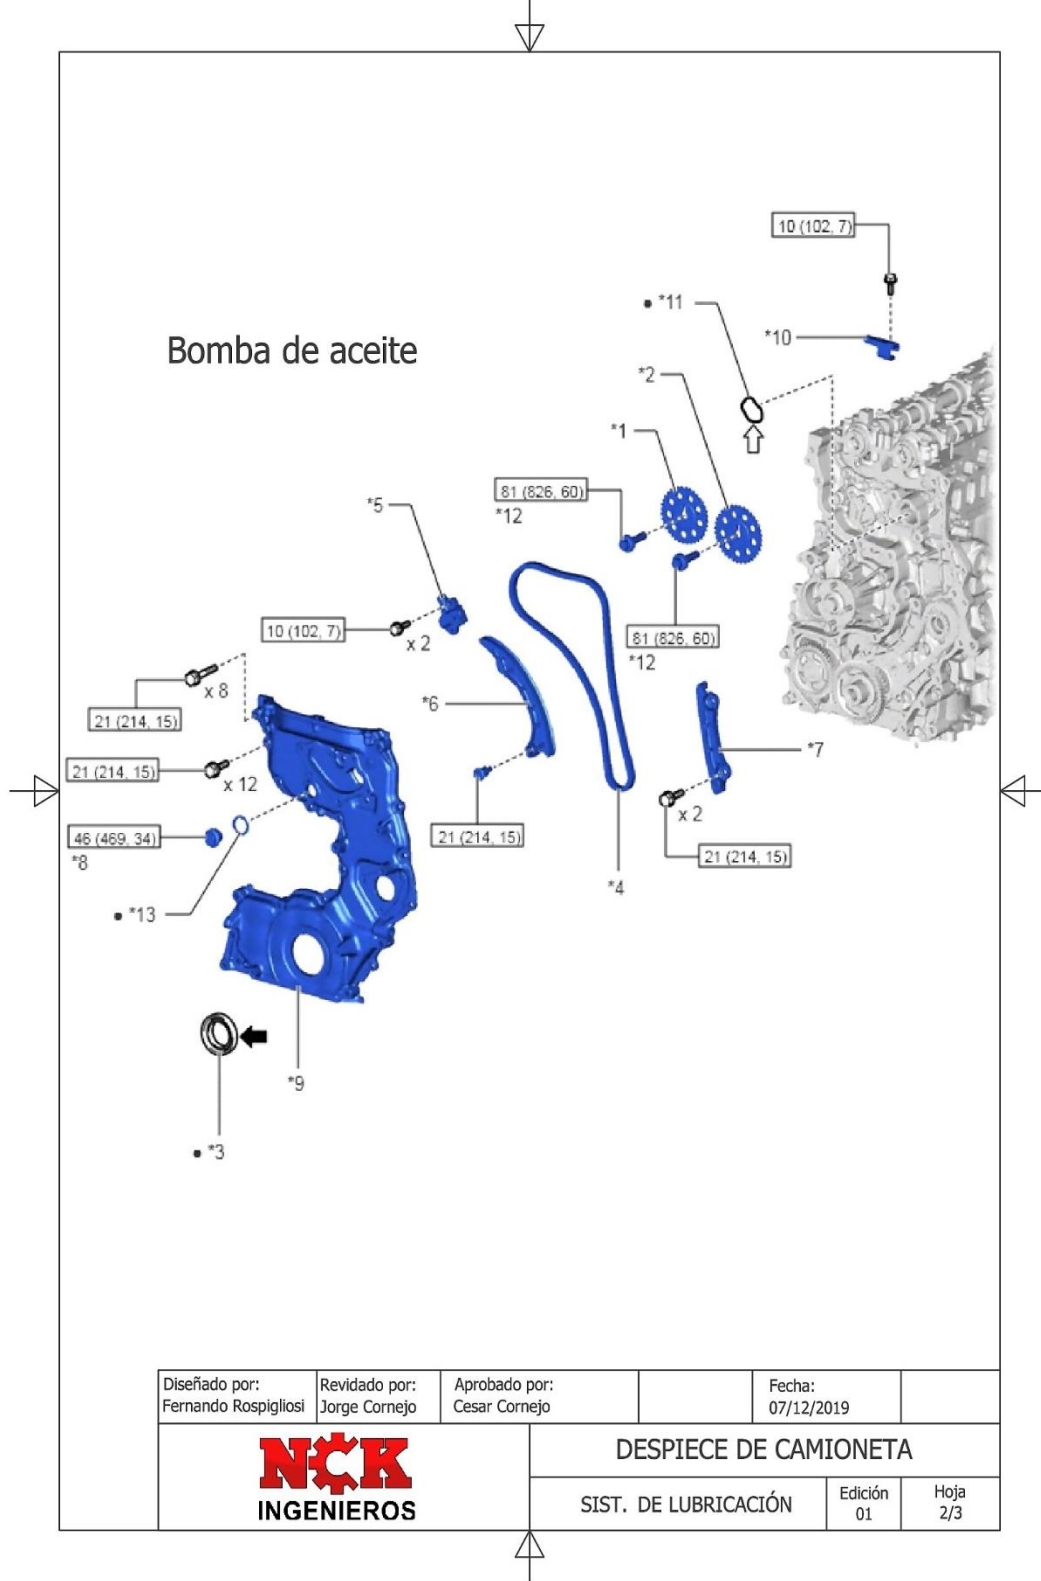 10 (102, 7)
● *11
*10
Bomba de aceite
*2
*1
81 (826, 60)
*12
*5
10 (102, 7)
x 2
81 (826, 60)
*12
x 8
21 (214, 15)
*6
*7
21 (214, 15)
x 12
x 2
46 (469, 34)
*8
21 (214, 15)
21 (214, 15)
*4
● *13
*9
● *3
Diseñado por:
Fernando Rospigliosi
Revidado por:
Jorge Cornejo
Aprobado por:
Cesar Cornejo
Fecha:
07/12/2019
NCK
INGENIEROS
DESPIECE DE CAMIONETA
SIST. DE LUBRICACIÓN
Edición
01
Hoja
2/3